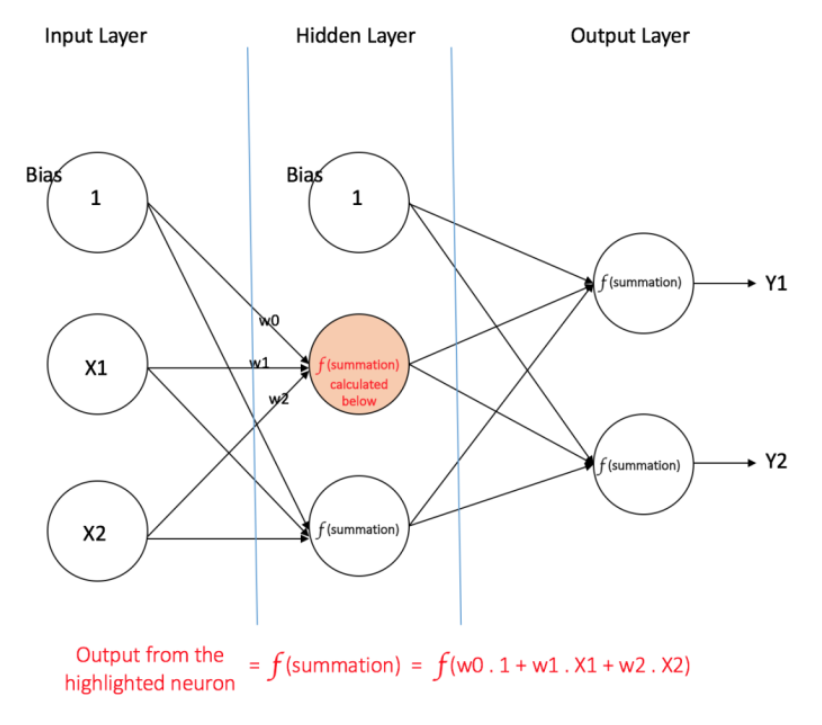 Input Layer
Hidden Layer
Output Layer
Bias
1
Bias
1
f(summation)
Y1
w0
X1
w1
f(summation)
calculated
below
w2
f(summation)
Y2
X2
f(summation)
Output from the
highlighted neuron
= f(summation) = f(w0 . 1 + w1 . X1 + w2 . X2)